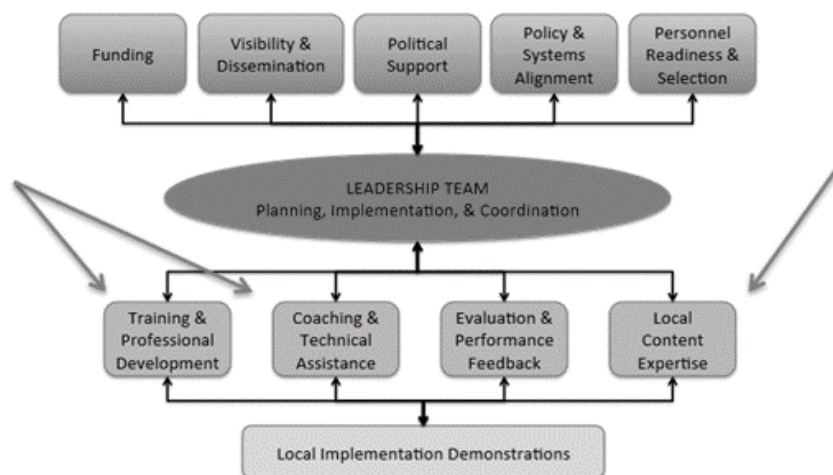 Funding
Visibility &
Dissemination
Political
Support
Policy &
Systems
Alignment
Personnel
Readiness &
Selection
LEADERSHIP TEAM
Planning, Implementation, & Coordination
Training &
Professional
Development
Coaching &
Technical
Assistance
Evaluation &
Performance
Feedback
Local
Content
Expertise
Local Implementation Demonstrations